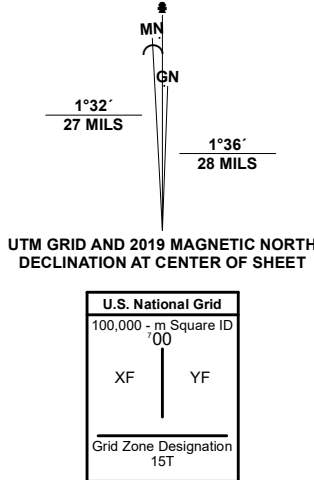 MN
GN
1°32´
27 MILS
1°36´
28 MILS
UTM GRID AND 2019 MAGNETIC NORTH
DECLINATION AT CENTER OF SHEET
U.S. National Grid
100,000 - m Square ID
⁷00
XF YF
Grid Zone Designation
15T